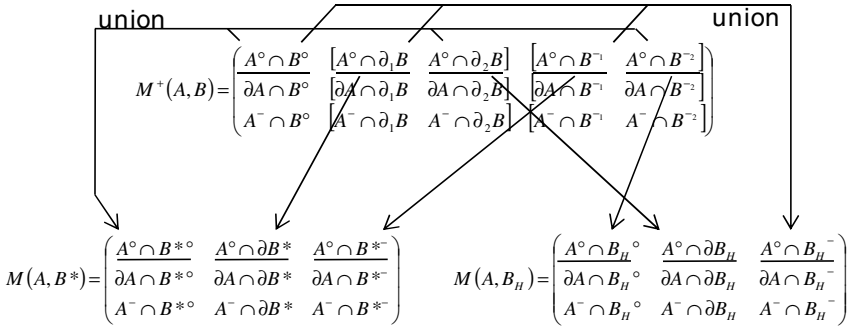 union union
A° ∩ B° [A° ∩ ∂₁B A° ∩ ∂₂B] [A° ∩ B⁻¹ A° ∩ B⁻²]
M⁺(A, B) = ∂A ∩ B° [∂A ∩ ∂₁B ∂A ∩ ∂₂B] [∂A ∩ B⁻¹ ∂A ∩ B⁻²]
A⁻ ∩ B° [A⁻ ∩ ∂₁B A⁻ ∩ ∂₂B] [A⁻ ∩ B⁻¹ A⁻ ∩ B⁻²]
A° ∩ B*° A° ∩ ∂B* A° ∩ B*⁻ A° ∩ B_H° A° ∩ ∂B_H A° ∩ B_H⁻
M(A, B*) = ∂A ∩ B*° ∂A ∩ ∂B* ∂A ∩ B*⁻ M(A, B_H) = ∂A ∩ B_H° ∂A ∩ ∂B_H ∂A ∩ B_H⁻
A⁻ ∩ B*° A⁻ ∩ ∂B* A⁻ ∩ B*⁻ A⁻ ∩ B_H° A⁻ ∩ ∂B_H A⁻ ∩ B_H⁻